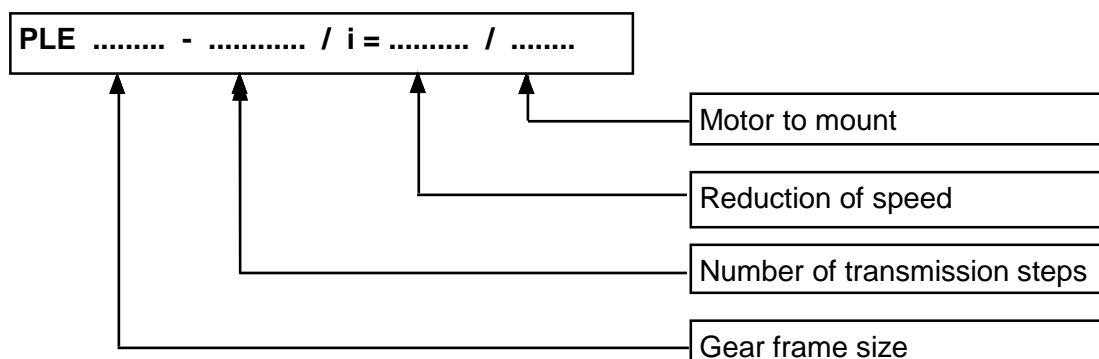 PLE ......... - ............ / i = .......... / ........
Motor to mount
Reduction of speed
Number of transmission steps
Gear frame size